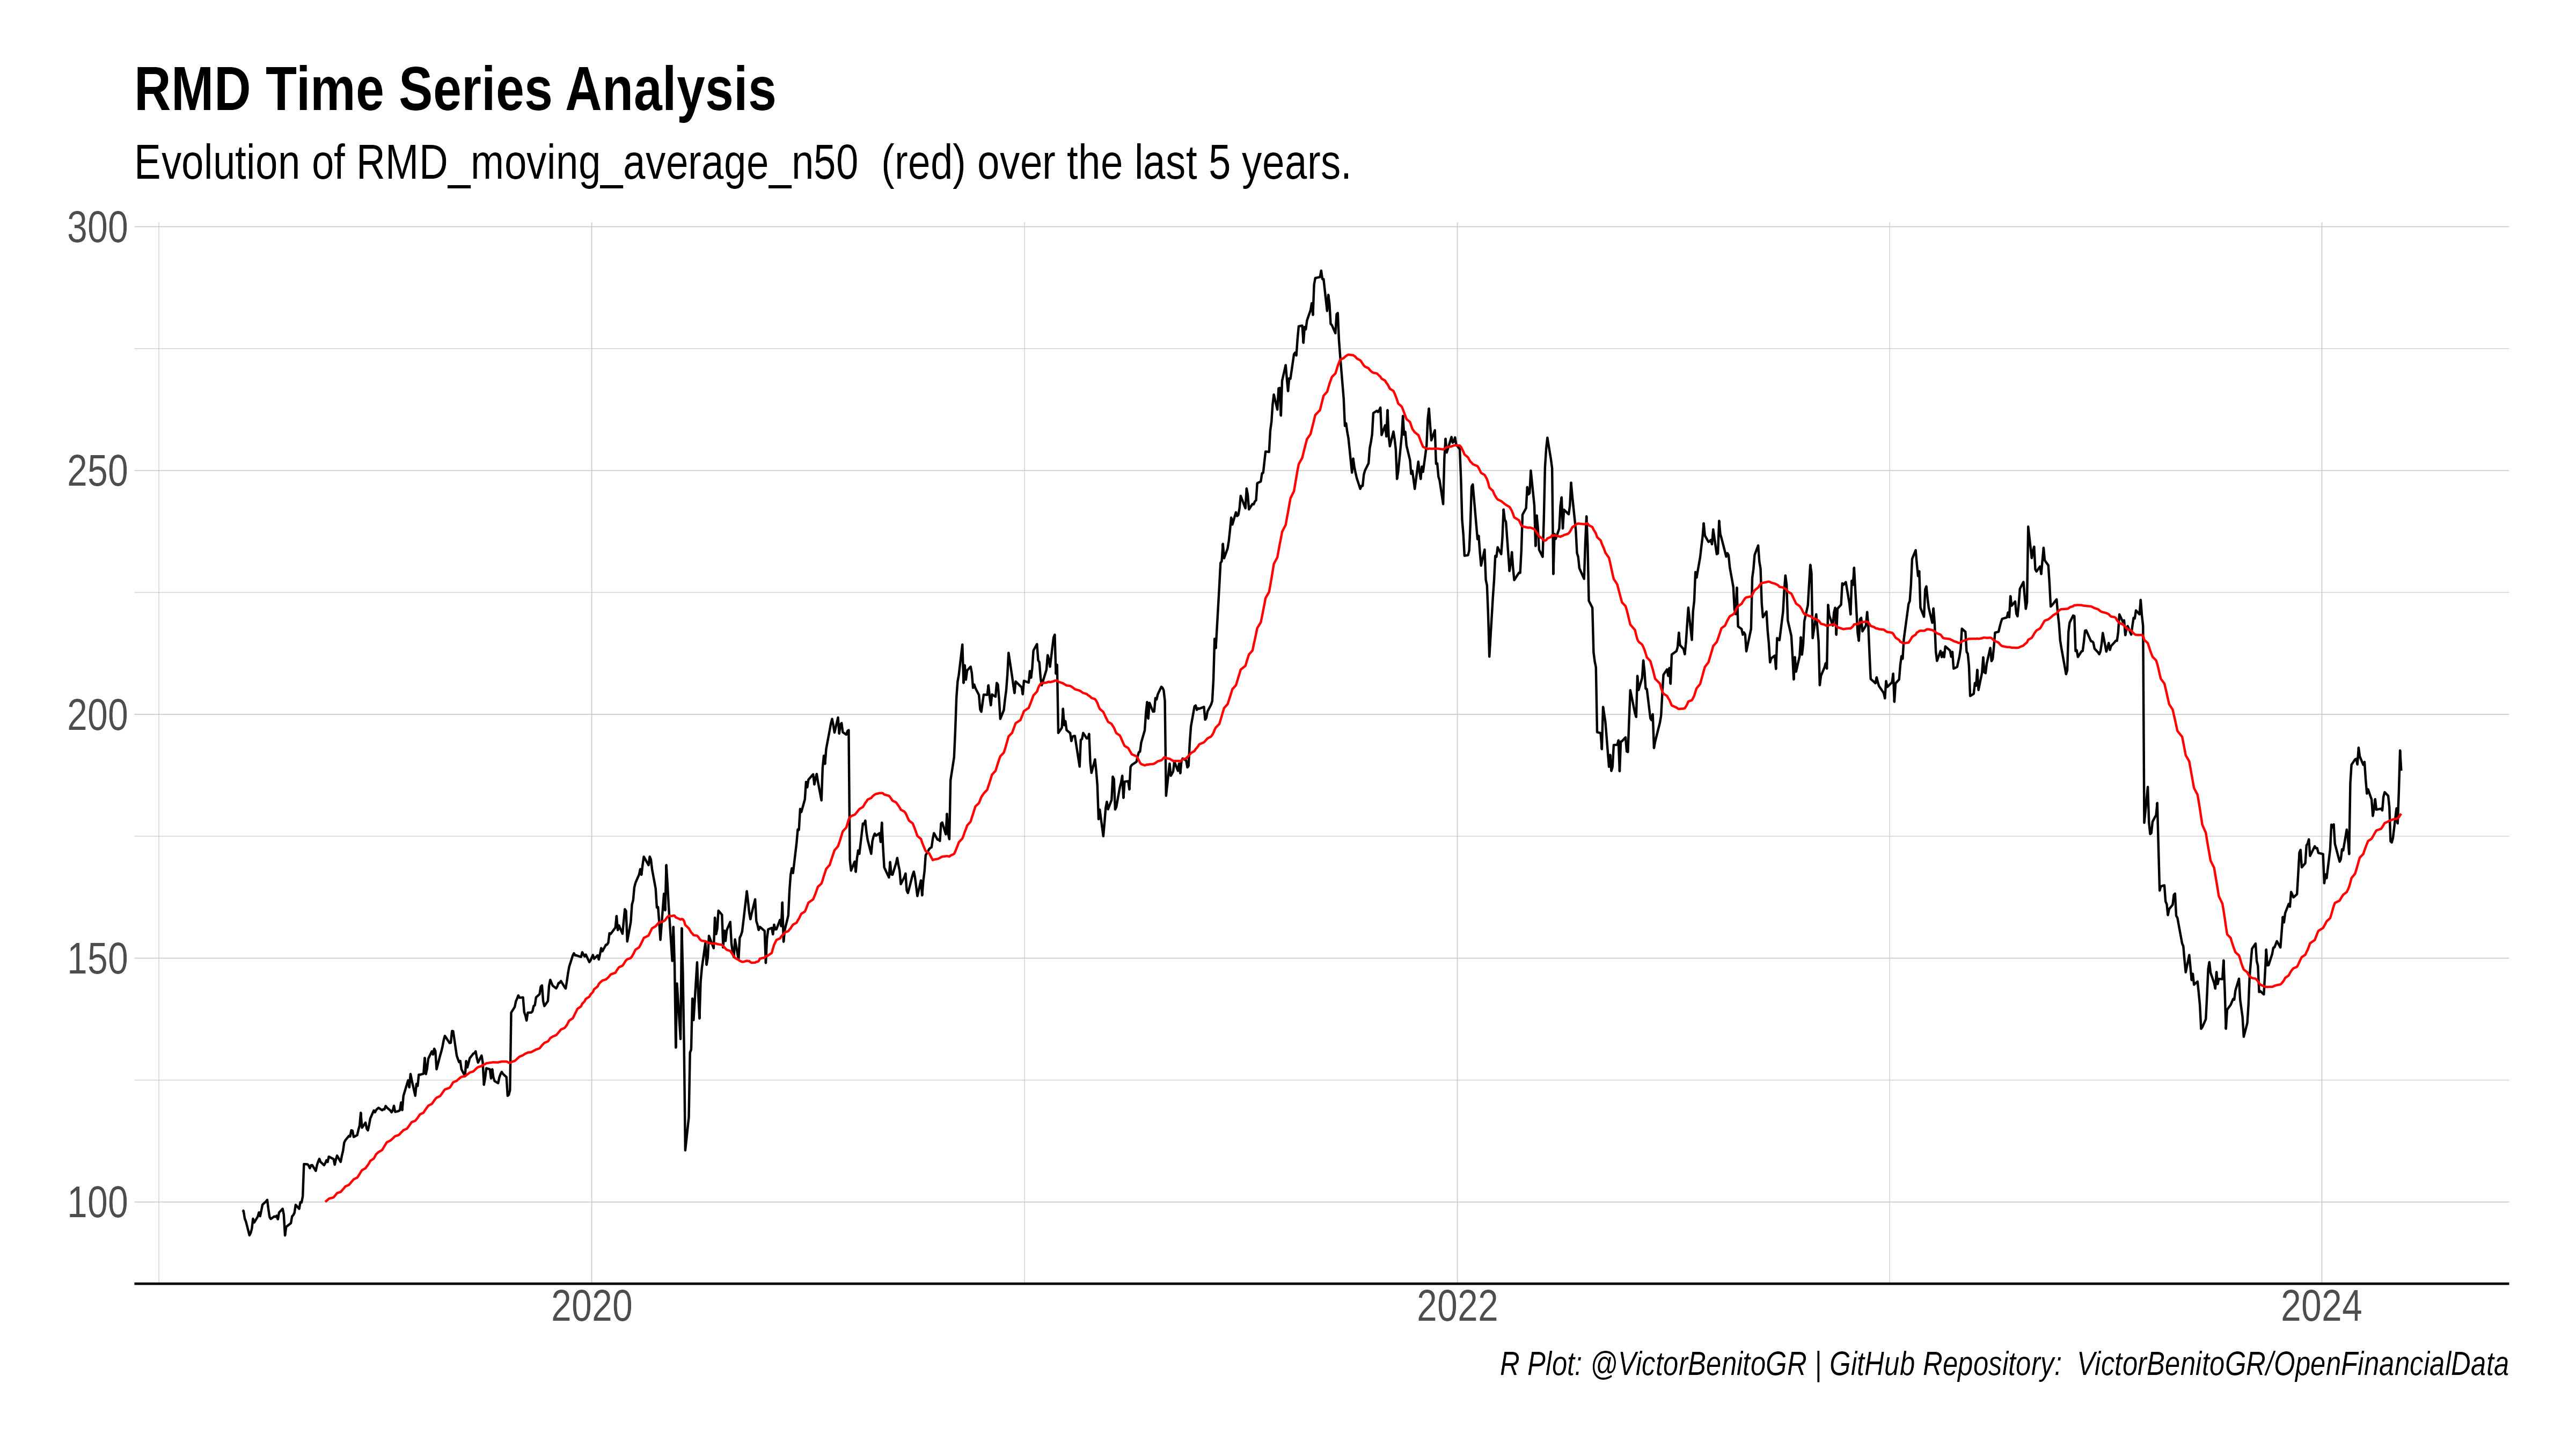 RMD Time Series Analysis
Evolution of RMD_moving_average_n50  (red) over the last 5 years.
300
250
200
150
100
2020
2022
2024
R Plot: @VictorBenitoGR | GitHub Repository:  VictorBenitoGR/OpenFinancialData